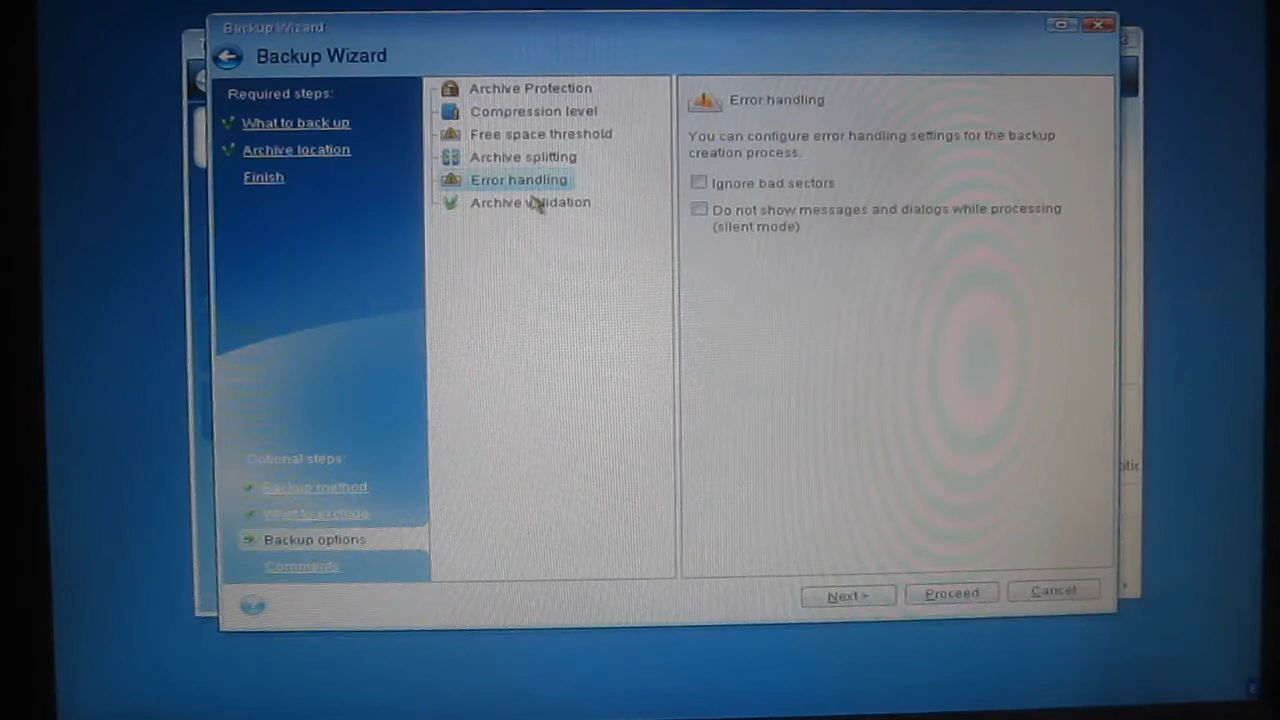 Backup Wizard
Backup Wizard
Required steps:
What to back up
Archive location
Finish
Optional steps:
Backup method
What to exclude
Backup options
Comments
Archive Protection
Compression level
Free space threshold
Archive splitting
Error handling
Archive validation
Error handling
You can configure error handling settings for the backup
creation process.
Ignore bad sectors
Do not show messages and dialogs while processing
(silent mode)
Next >
Proceed
Cancel